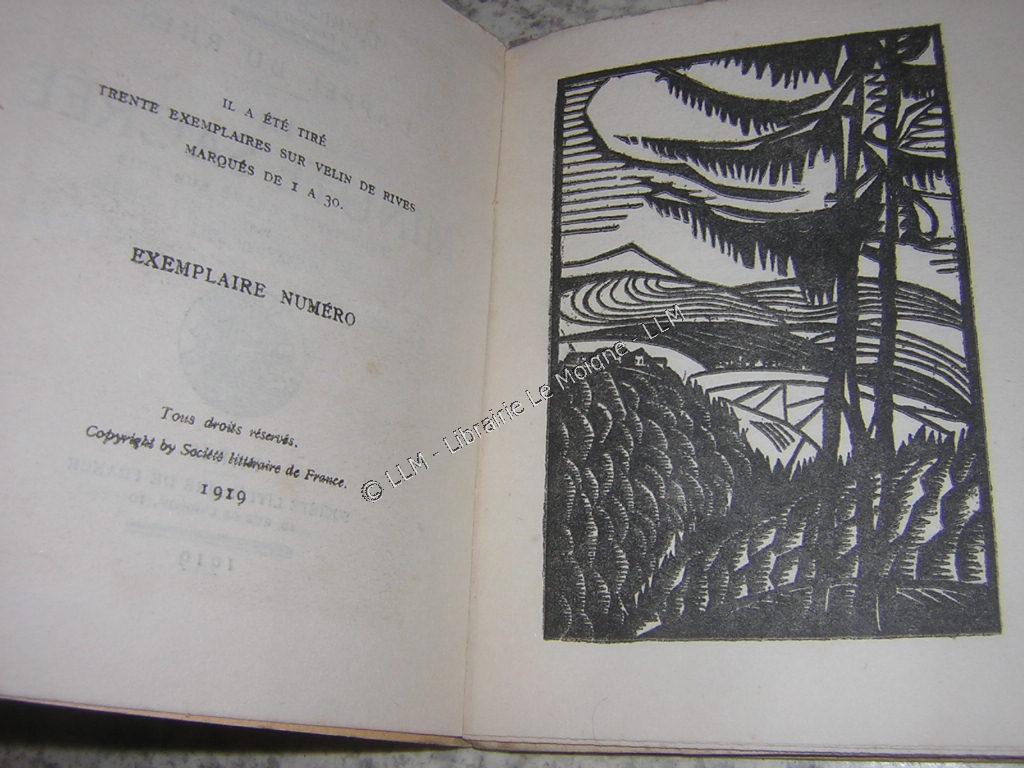 IL A ÉTÉ TIRÉ
TRENTE EXEMPLAIRES SUR VELIN DE RIVES
MARQUÉS DE 1 A 30.
EXEMPLAIRE NUMÉRO
Tous droits réservés.
Copyright by Société littéraire de France.
1919
© LLM - Librairie Le Moigne - LLM